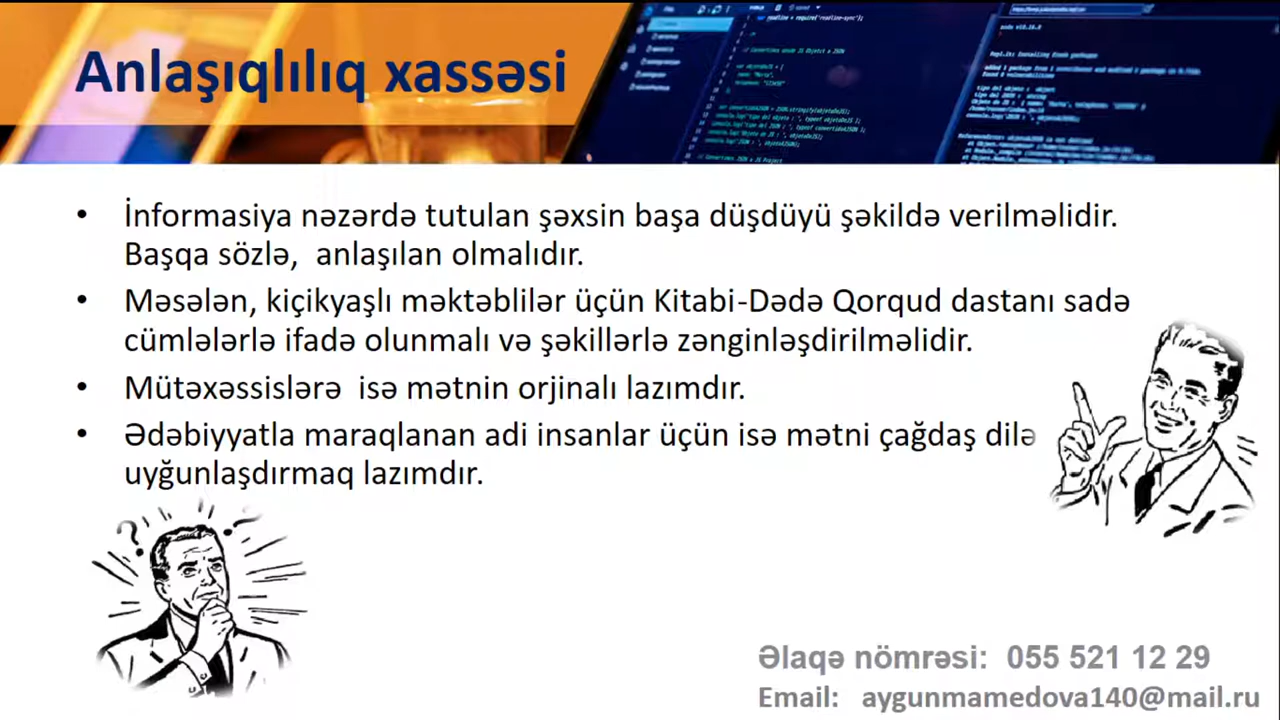 Anlaşıqlılıq xassəsi
• İnformasiya nəzərdə tutulan şəxsin başa düşdüyü şəkildə verilməlidir.
Başqa sözlə, anlaşılan olmalıdır.
• Məsələn, kiçikyaşlı məktəblilər üçün Kitabi-Dədə Qorqud dastanı sadə
cümlələrlə ifadə olunmalı və şəkillərlə zənginləşdirilməlidir.
• Mütəxəssislərə isə mətnin orjinalı lazımdır.
• Ədəbiyyatla maraqlanan adi insanlar üçün isə mətni çağdaş dilə
uyğunlaşdırmaq lazımdır.
Əlaqə nömrəsi: 055 521 12 29
Email: aygunmamedova140@mail.ru